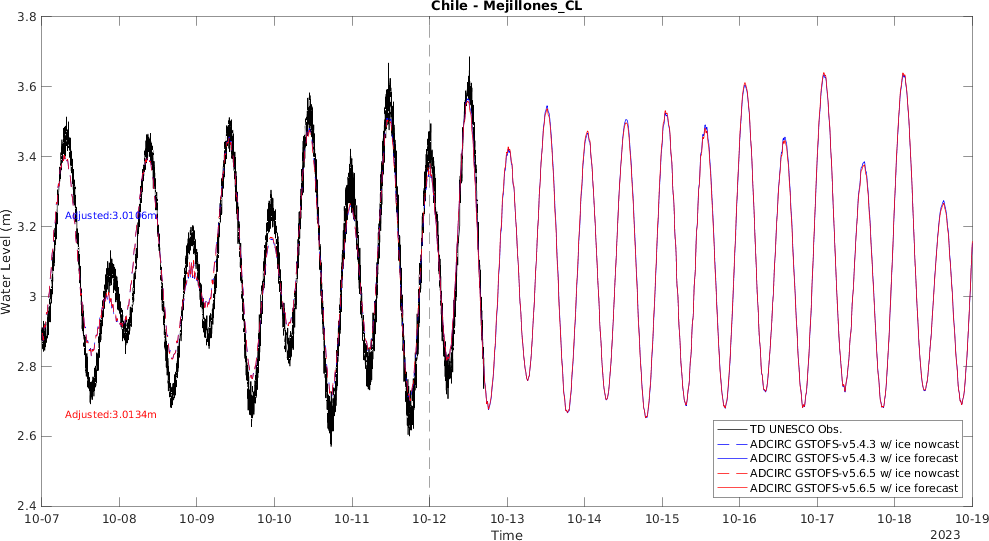 Chile - Mejillones_CL
3.8
3.6
3.4
3.2
3
2.8
2.6
2.4
Water Level (m)
Adjusted:3.0106m
Adjusted:3.0134m
TD UNESCO Obs.
ADCIRC GSTOFS-v5.4.3 w/ ice nowcast
ADCIRC GSTOFS-v5.4.3 w/ ice forecast
ADCIRC GSTOFS-v5.6.5 w/ ice nowcast
ADCIRC GSTOFS-v5.6.5 w/ ice forecast
10-07 10-08 10-09 10-10 10-11 10-12 10-13 10-14 10-15 10-16 10-17 10-18 10-19
Time
2023